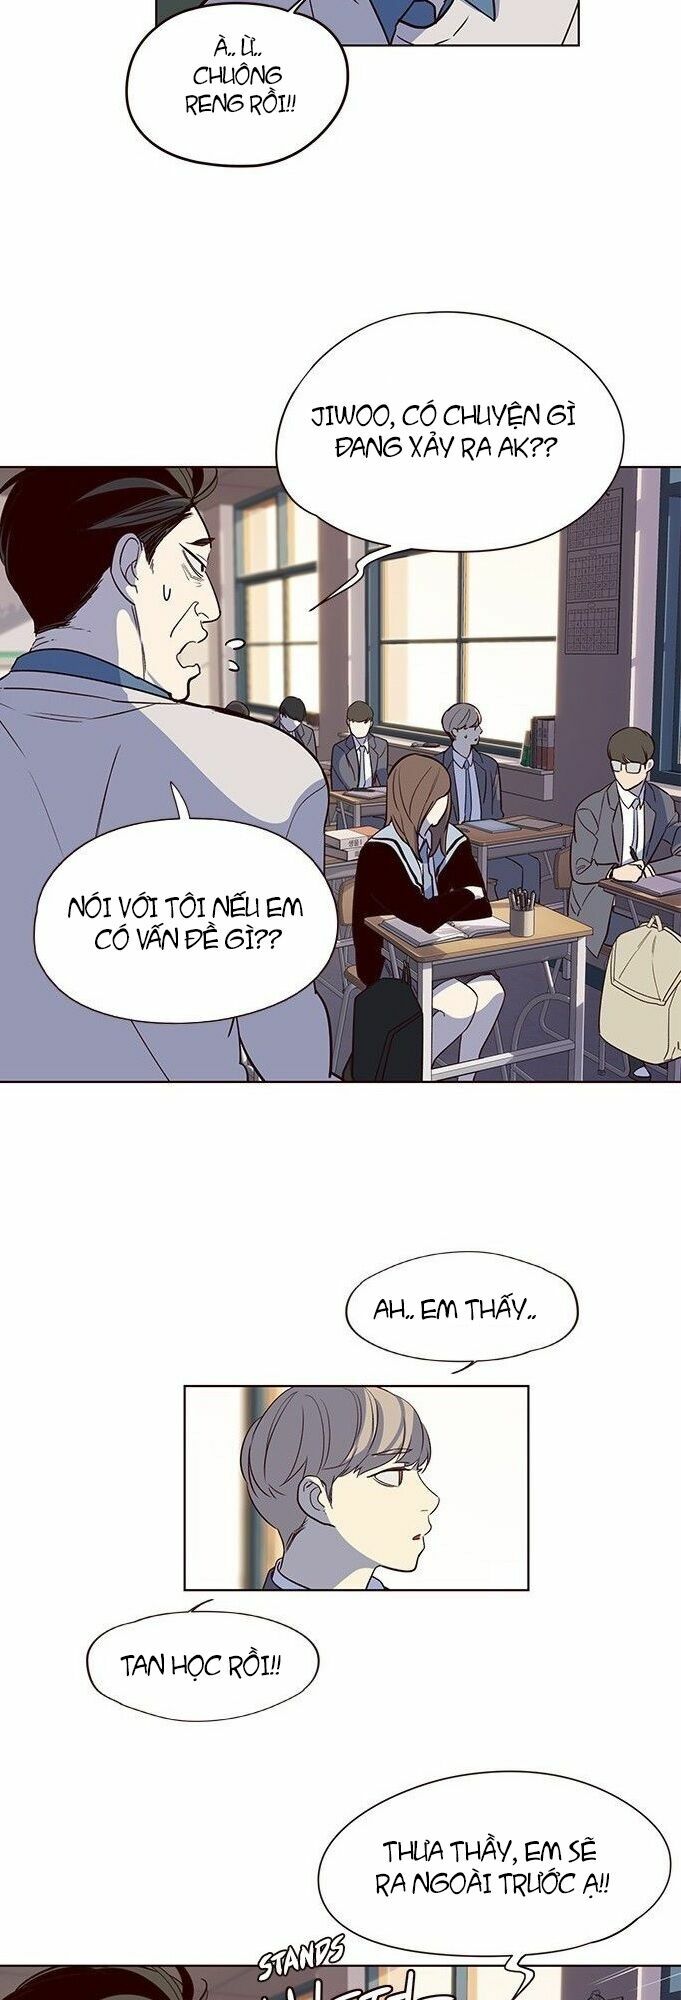 À.. Ừ..
CHUÔNG
RENG RỒI!!
JIWOO, CÓ CHUYỆN GÌ
ĐANG XẢY RA AK??
NÓI VỚI TÔI NẾU EM
CÓ VẤN ĐỀ GÌ??
AH.. EM THẤY..
TAN HỌC RỒI!!
THƯA THẦY, EM SẼ
RA NGOÀI TRƯỚC Ạ!!
STANDS